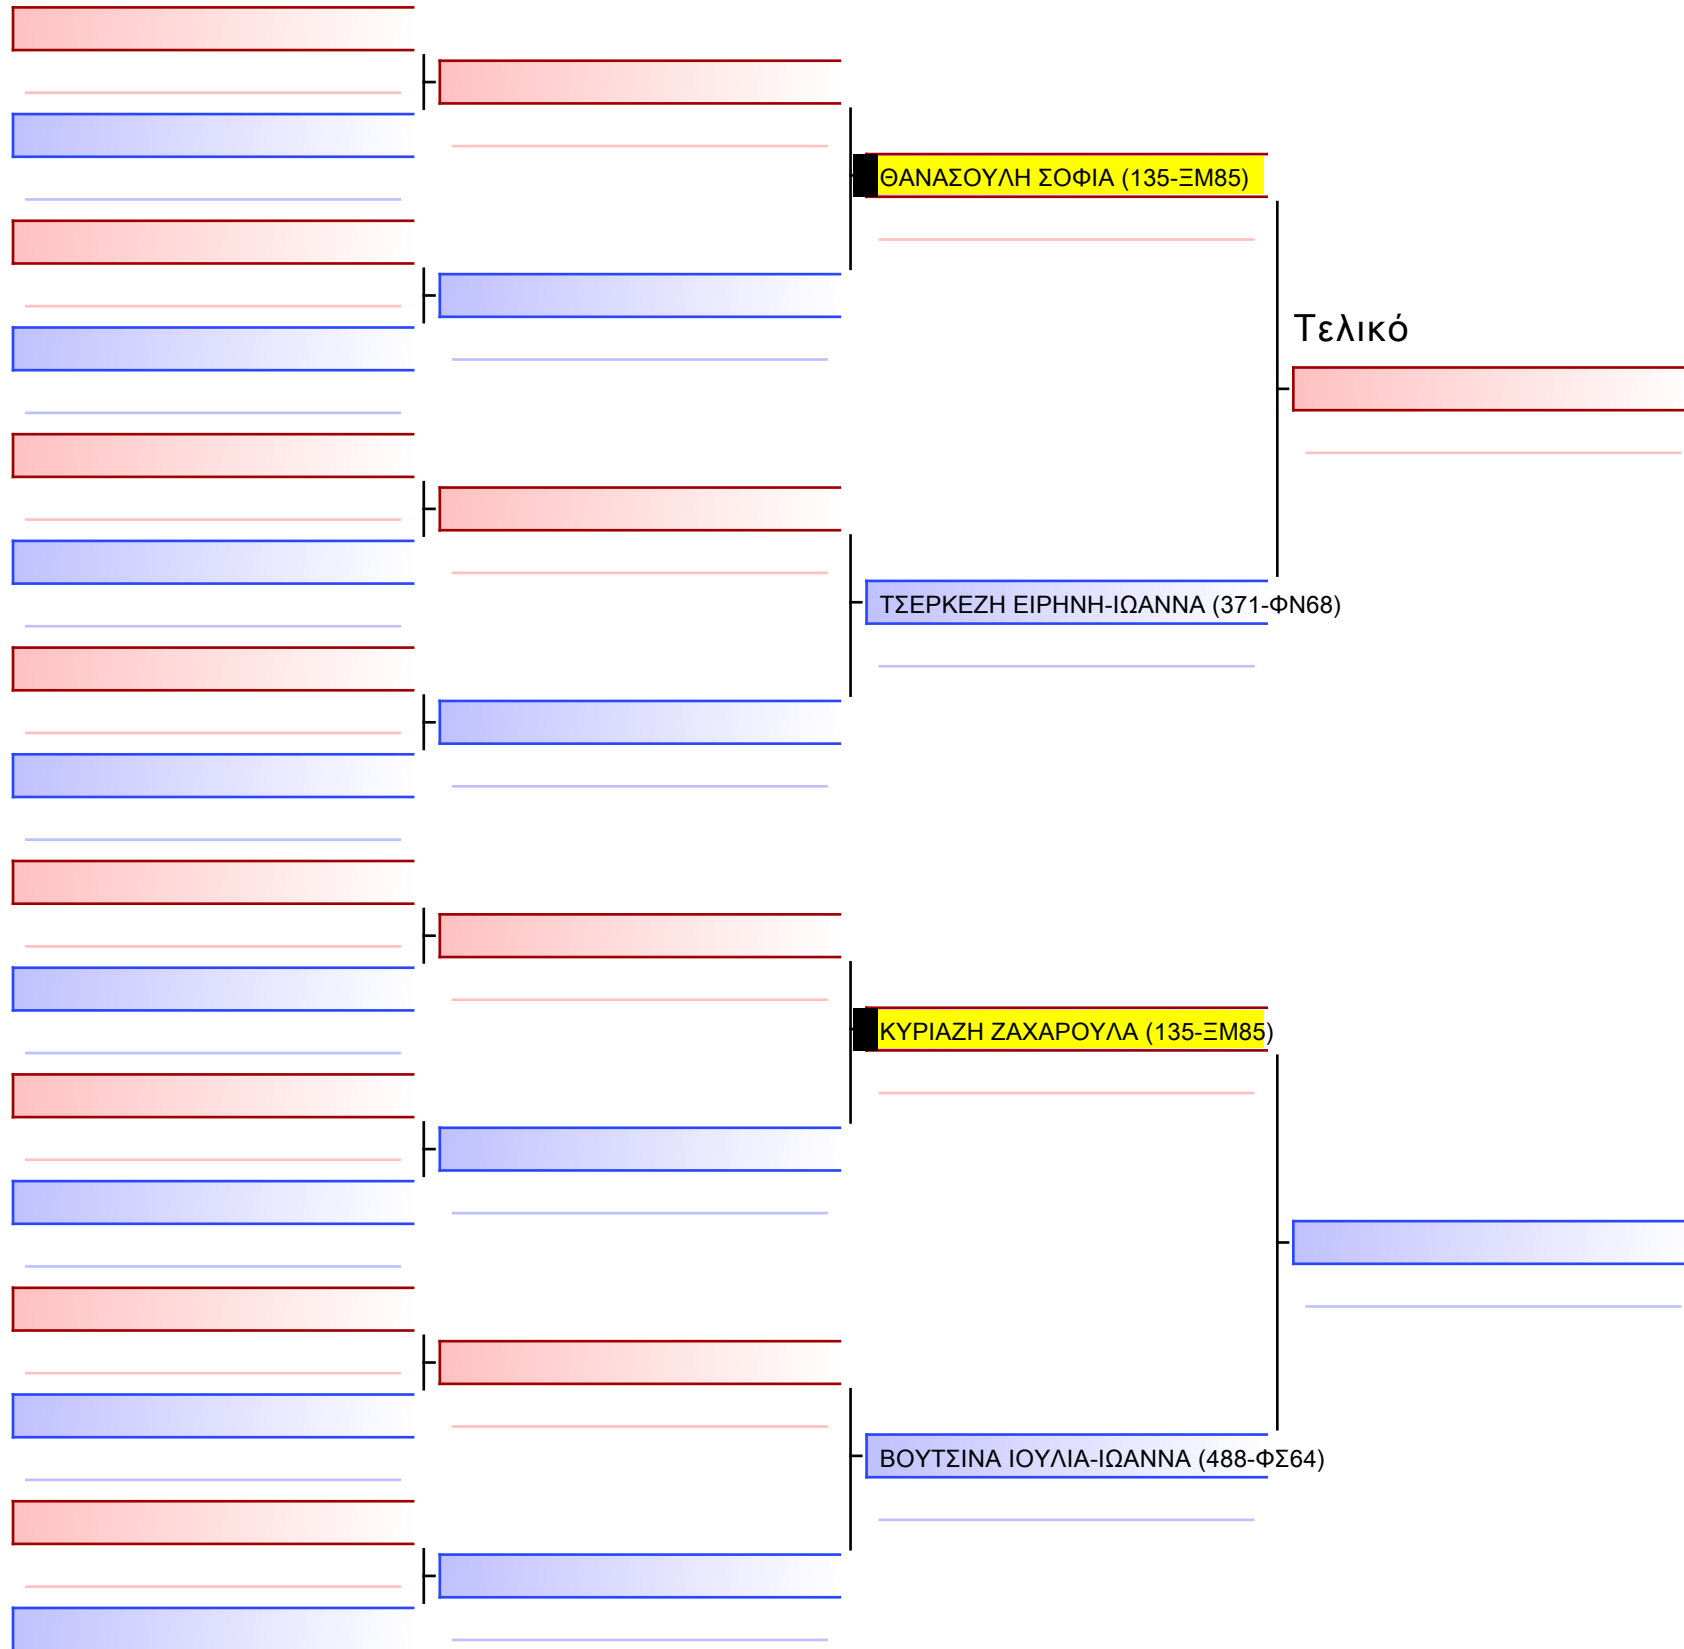 ΘΑΝΑΣΟΥΛΗ ΣΟΦΙΑ (135-ΞΜ85)
Τελικό
ΤΣΕΡΚΕΖΗ ΕΙΡΗΝΗ-ΙΩΑΝΝΑ (371-ΦΝ68)
ΚΥΡΙΑΖΗ ΖΑΧΑΡΟΥΛΑ (135-ΞΜ85)
ΒΟΥΤΣΙΝΑ ΙΟΥΛΙΑ-ΙΩΑΝΝΑ (488-ΦΣ64)